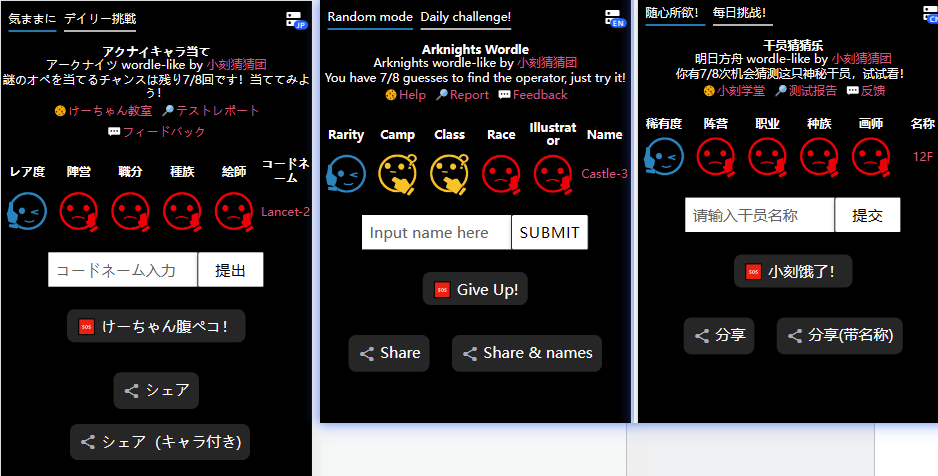 気ままに デイリー挑戦
JP
アクナイキャラ当て
アークナイツ wordle-like by 小刻猜猜团
謎のオペを当てるチャンスは残り7/8回です！当ててみよ
う！
けーちゃん教室 テストレポート
フィードバック
レア度 陣営 職分 種族 絵師 コードネ
ーム
Lancet-2
コードネーム入力 提出
SOS けーちゃん腹ペコ！
シェア
シェア（キャラ付き）
Random mode Daily challenge!
EN
Arknights Wordle
Arknights wordle-like by 小刻猜猜团
You have 7/8 guesses to find the operator, just try it!
Help Report Feedback
Rarity Camp Class Race Illustrat
or Name
Castle-3
Input name here SUBMIT
SOS Give Up!
Share Share & names
随心所欲！ 每日挑战！
CN
干员猜猜乐
明日方舟 wordle-like by 小刻猜猜团
你有7/8次机会猜测这只神秘干员，试试看！
小刻学堂 测试报告 反馈
稀有度 阵营 职业 种族 画师 名称
12F
请输入干员名称 提交
SOS 小刻饿了！
分享 分享(带名称)